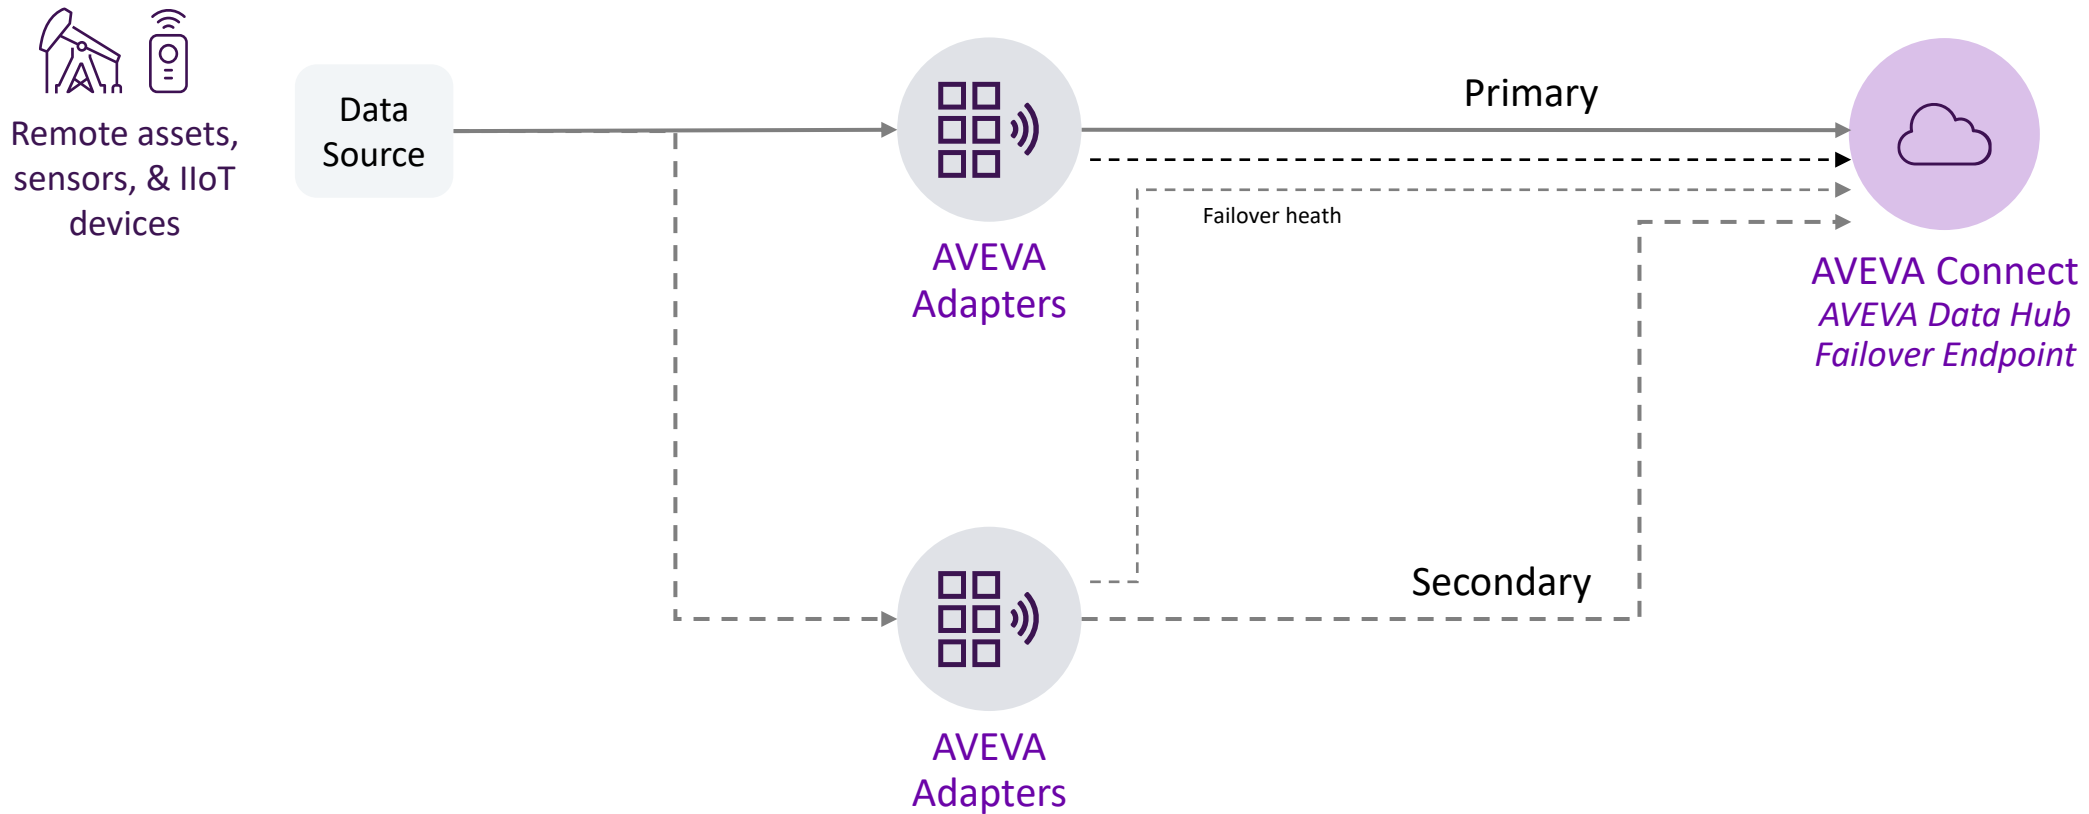 Remote assets,
sensors, & IIoT
devices
Data
Source
AVEVA
Adapters
Primary
Failover heath
AVEVA Connect
AVEVA Data Hub
Failover Endpoint
Secondary
AVEVA
Adapters